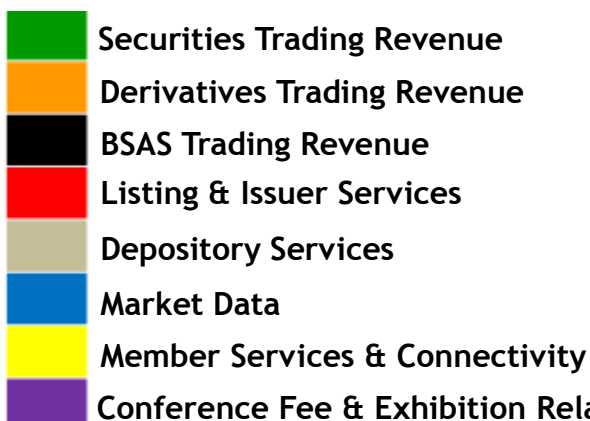 Securities Trading Revenue
Derivatives Trading Revenue
BSAS Trading Revenue
Listing & Issuer Services
Depository Services
Market Data
Member Services & Connectivity
Conference Fee & Exhibition